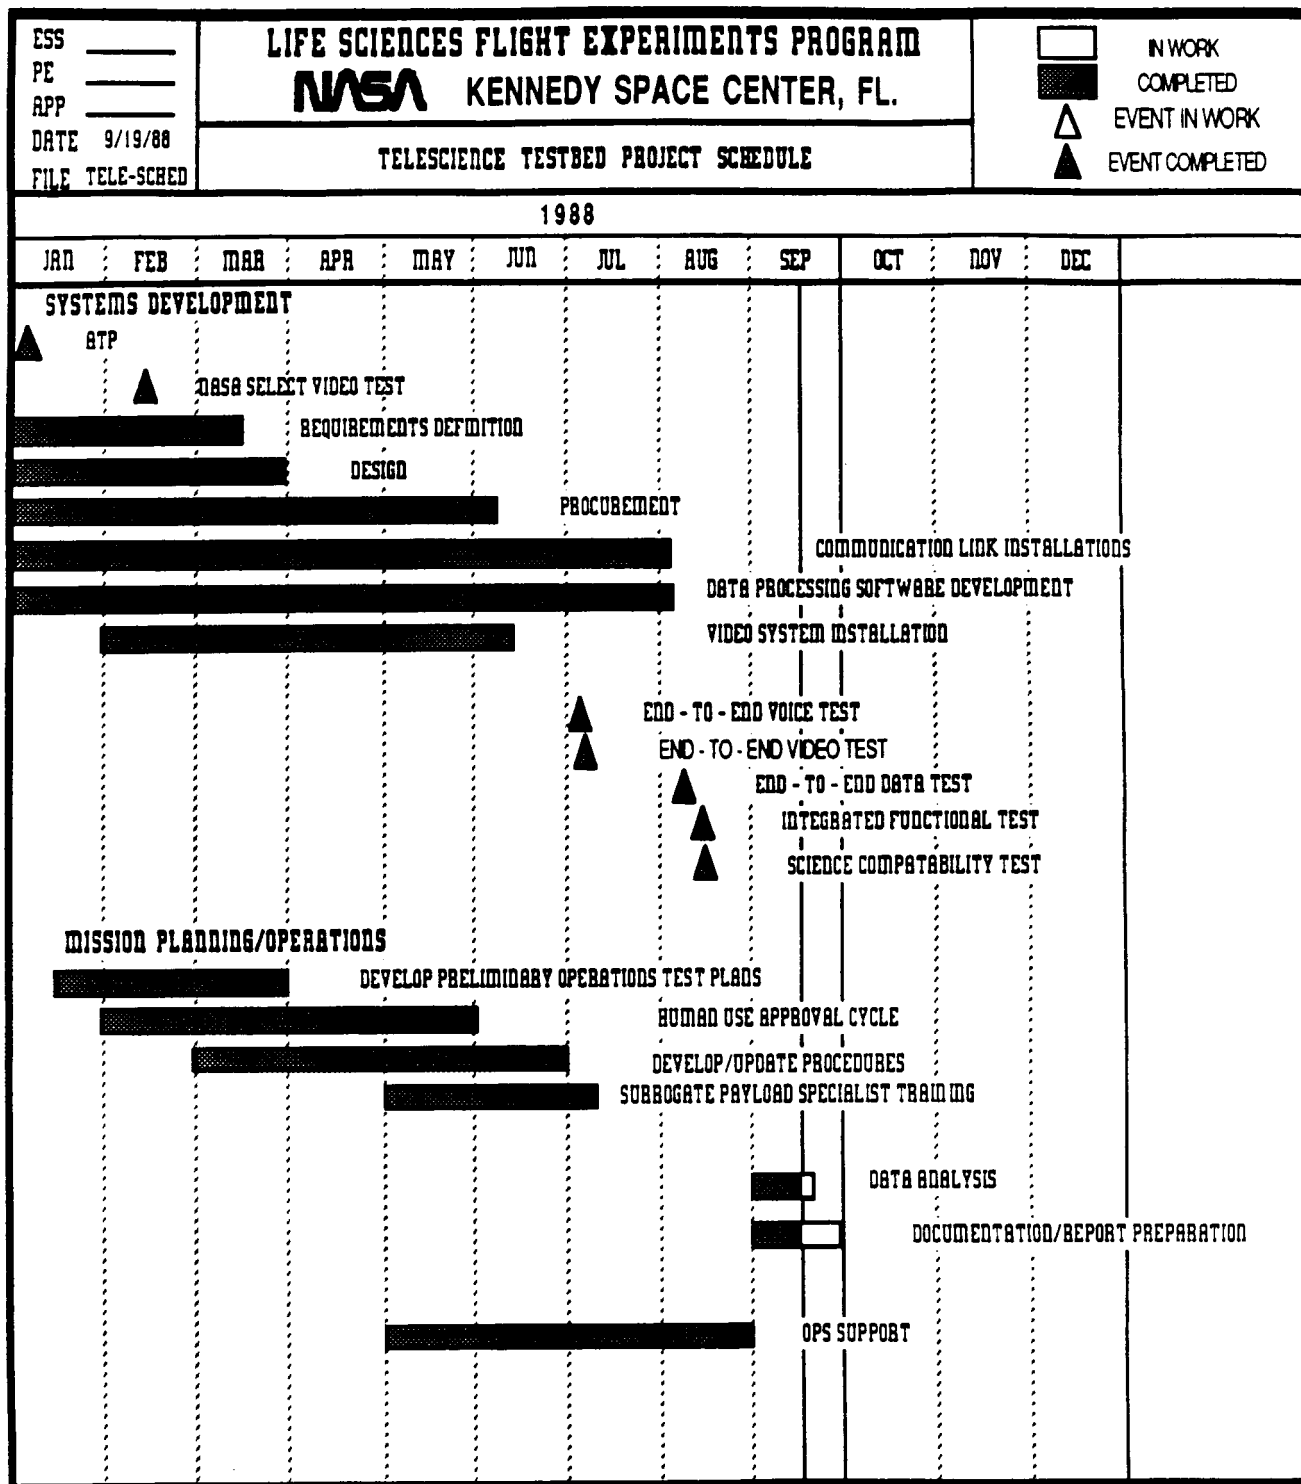 ESS
PE
APP
DATE 9/19/88
FILE TELE-SCHED
LIFE SCIENCES FLIGHT EXPERIMENTS PROGRAM
NASA KENNEDY SPACE CENTER, FL.
TELESCIENCE TESTBED PROJECT SCHEDULE
IN WORK
COMPLETED
EVENT IN WORK
EVENT COMPLETED
1988
JAN FEB MAR APR MAY JUN JUL AUG SEP OCT NOV DEC
SYSTEMS DEVELOPMENT
ATP
NASA SELECT VIDEO TEST
REQUIREMENTS DEFINITION
DESIGN
PROCUREMENT
COMMUNICATION LINK INSTALLATIONS
DATA PROCESSING SOFTWARE DEVELOPMENT
VIDEO SYSTEM INSTALLATION
END - TO - END VOICE TEST
END - TO - END VIDEO TEST
END - TO - END DATA TEST
INTEGRATED FUNCTIONAL TEST
SCIENCE COMPATABILITY TEST
MISSION PLANNING/OPERATIONS
DEVELOP PRELIMINARY OPERATIONS TEST PLANS
HUMAN USE APPROVAL CYCLE
DEVELOP/UPDATE PROCEDURES
SURROGATE PAYLOAD SPECIALIST TRAINING
DATA ANALYSIS
DOCUMENTATION/REPORT PREPARATION
OPS SUPPORT